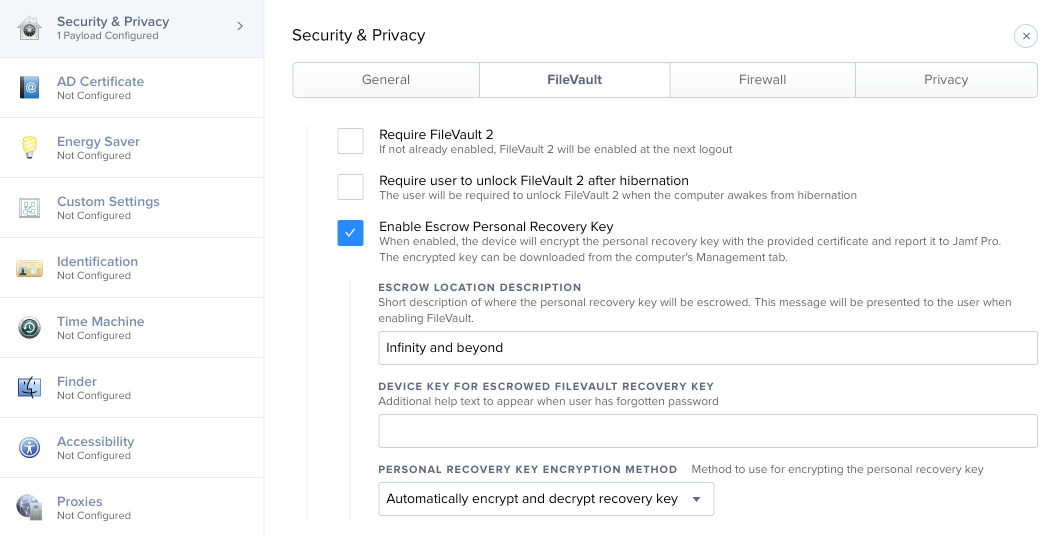 Security & Privacy
1 Payload Configured
AD Certificate
Not Configured
Energy Saver
Not Configured
Custom Settings
Not Configured
Identification
Not Configured
Time Machine
Not Configured
Finder
Not Configured
Accessibility
Not Configured
Proxies
Not Configured
Security & Privacy
General
FileVault
Firewall
Privacy
Require FileVault 2
If not already enabled, FileVault 2 will be enabled at the next logout
Require user to unlock FileVault 2 after hibernation
The user will be required to unlock FileVault 2 when the computer awakes from hibernation
Enable Escrow Personal Recovery Key
When enabled, the device will encrypt the personal recovery key with the provided certificate and report it to Jamf Pro.
The encrypted key can be downloaded from the computer's Management tab.
ESCROW LOCATION DESCRIPTION
Short description of where the personal recovery key will be escrowed. This message will be presented to the user when
enabling FileVault.
Infinity and beyond
DEVICE KEY FOR ESCROWED FILEVAULT RECOVERY KEY
Additional help text to appear when user has forgotten password
PERSONAL RECOVERY KEY ENCRYPTION METHOD Method to use for encrypting the personal recovery key
Automatically encrypt and decrypt recovery key